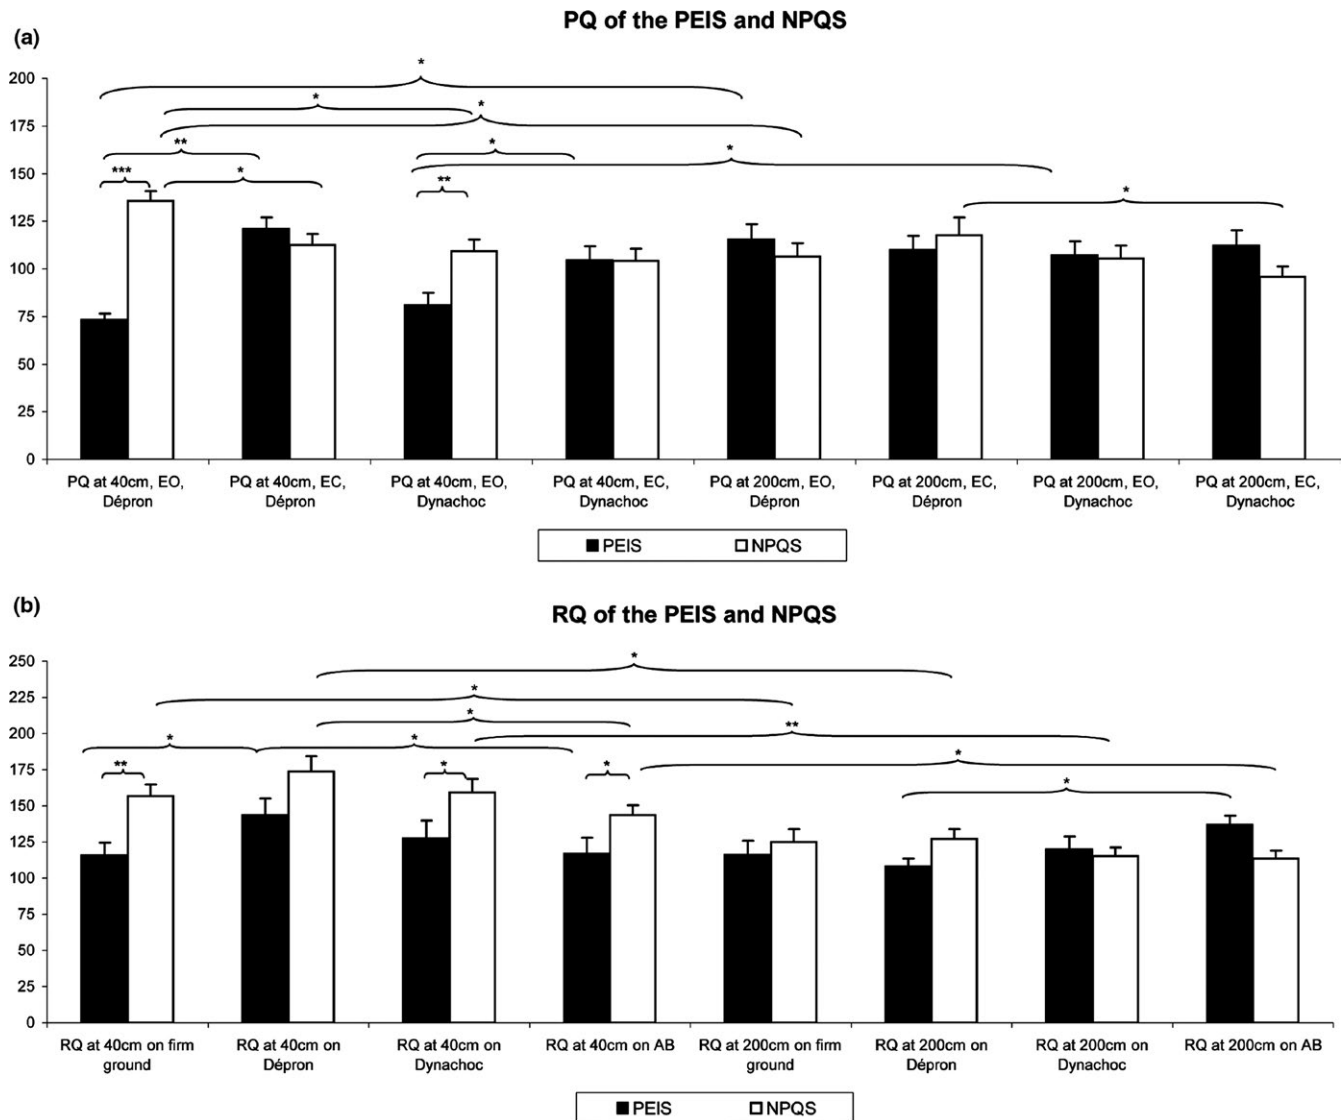 PQ of the PEIS and NPQS
(a)
*
200
*
*
175
**
*
*
150
***
*
**
*
125
100
75
50
25
0
PQ at 40cm, EO,
Dépron
PQ at 40cm, EC,
Dépron
PQ at 40cm, EO,
Dynachoc
PQ at 40cm, EC,
Dynachoc
PQ at 200cm, EO,
Dépron
PQ at 200cm, EC,
Dépron
PQ at 200cm, EO,
Dynachoc
PQ at 200cm, EC,
Dynachoc
PEIS NPQS
(b)
RQ of the PEIS and NPQS
250
*
225
*
200
*
*
*
**
175
**
*
*
*
*
150
125
100
75
50
25
0
RQ at 40cm on firm
ground
RQ at 40cm on
Dépron
RQ at 40cm on
Dynachoc
RQ at 40cm on AB
RQ at 200cm on firm
ground
RQ at 200cm on
Dépron
RQ at 200cm on
Dynachoc
RQ at 200cm on AB
PEIS NPQS